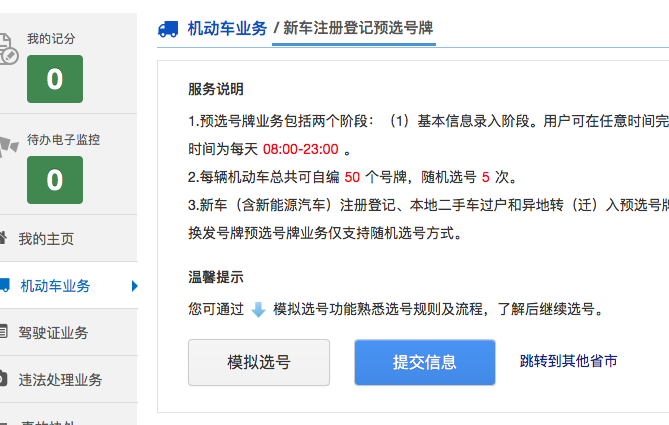 我的记分
0
待办电子监控
0
我的主页
机动车业务
驾驶证业务
违法处理业务
机动车业务 / 新车注册登记预选号牌
服务说明
1.预选号牌业务包括两个阶段：（1）基本信息录入阶段。用户可在任意时间完
时间为每天 08:00-23:00 。
2.每辆机动车总共可自编 50 个号牌，随机选号 5 次。
3.新车（含新能源汽车）注册登记、本地二手车过户和异地转（迁）入预选号牌
换发号牌预选号牌业务仅支持随机选号方式。
温馨提示
您可通过 模拟选号功能熟悉选号规则及流程，了解后继续选号。
模拟选号 提交信息 跳转到其他省市